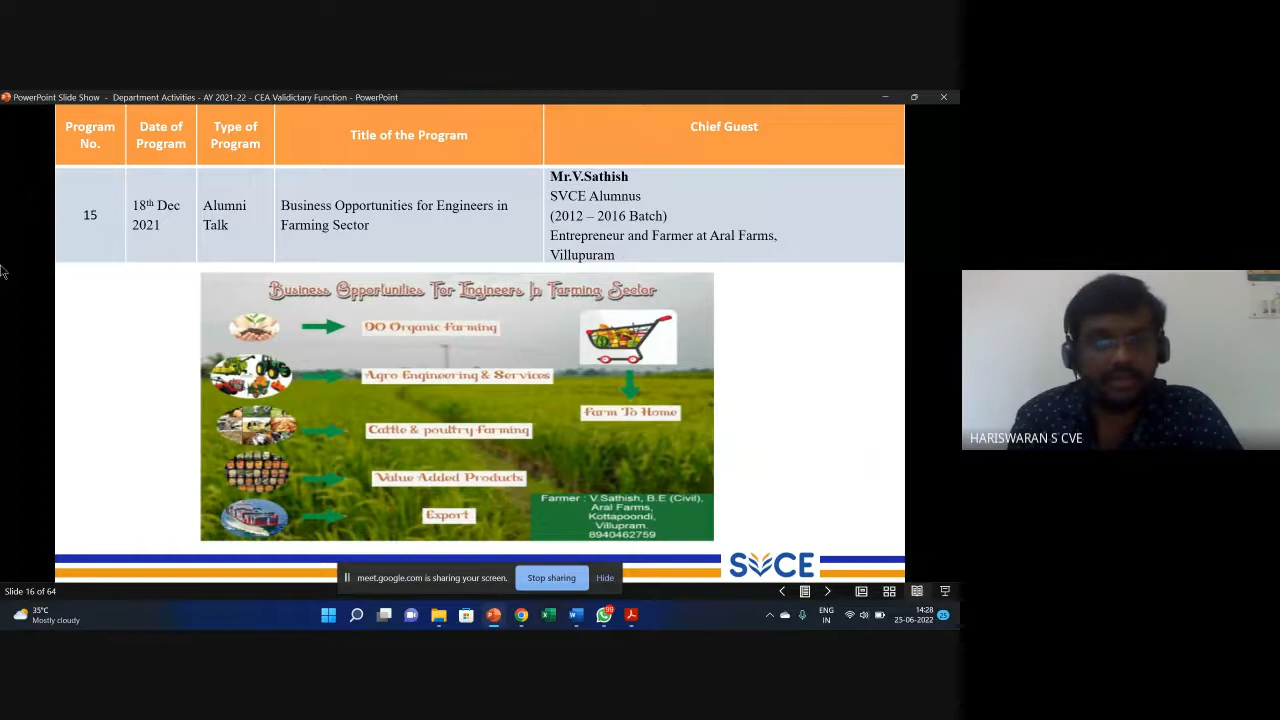 PowerPoint Slide Show - Department Activities - AY 2021-22 - CEA Validictary Function - PowerPoint
Program No.
Date of Program
Type of Program
Title of the Program
Chief Guest
15
18th Dec 2021
Alumni Talk
Business Opportunities for Engineers in
Farming Sector
Mr.V.Sathish
SVCE Alumnus
(2012 – 2016 Batch)
Entrepreneur and Farmer at Aral Farms,
Villupuram
Business Opportunities For Engineers In Farming Sector
Organic Farming
Agro Engineering & Services
Cattle & poultry farming
Value Added Products
Export
Farm To Home
Farmer : V.Sathish, B.E (Civil),
Aral Farms,
Kottapoondi,
Villupram.
8940462759
SVCE
meet.google.com is sharing your screen.
Stop sharing
Hide
Slide 16 of 64
35°C
Mostly cloudy
ENG
IN
14:28
25-06-2022
HARISWARAN S CVE